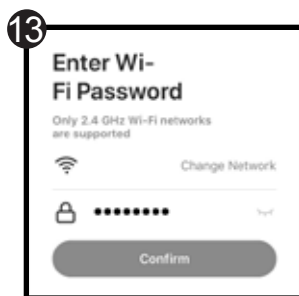 13
Enter Wi-
Fi Password
Only 2.4 GHz Wi-Fi networks
are supported
Change Network
•••••••••
Confirm